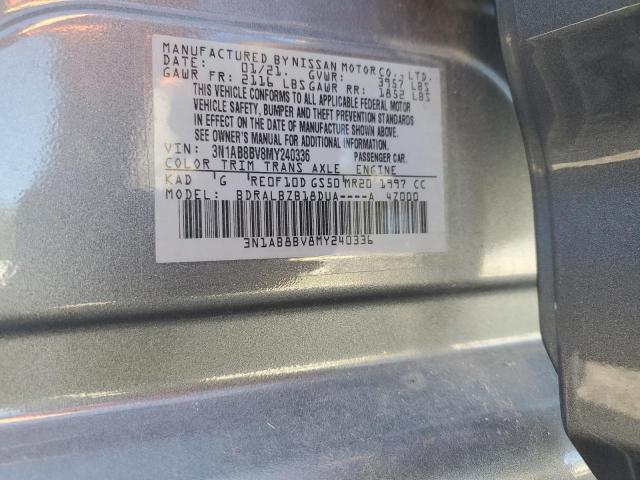 MANUFACTURED BY NISSAN MOTOR CO., LTD.
DATE: 01/21. GVWR: 3957 LBS
GAWR FR: 2116 LBS GAWR RR: 1852 LBS
THIS VEHICLE CONFORMS TO ALL APPLICABLE FEDERAL MOTOR
VEHICLE SAFETY, BUMPER AND THEFT PREVENTION STANDARDS
IN EFFECT ON THE DATE OF MANUFACTURE SHOWN ABOVE.
SEE OWNER'S MANUAL FOR ADDITIONAL INFORMATION.
VIN: 3N1AB8BV8MY240336 PASSENGER CAR.
COLOR TRIM TRANS AXLE ENGINE
KAD G RE0F10D GS50 MR20 1997 CC
MODEL: BDRALBZB18DUA----A 4Z000
3N1AB8BV8MY240336